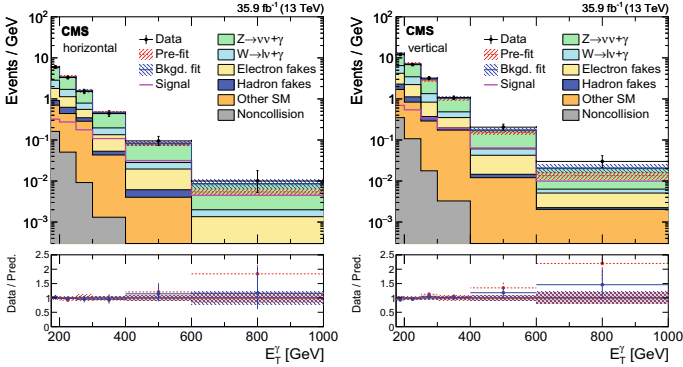 35.9 fb⁻¹ (13 TeV)
CMS
horizontal
Data
Pre-fit
Bkgd. fit
Signal
Z→νν+γ
W→lν+γ
Electron fakes
Hadron fakes
Other SM
Noncollision
Events / GeV
10²
10
1
10⁻¹
10⁻²
10⁻³
Data / Pred.
2.5
2
1.5
1
0.5
0
200 400 600 800 1000
E_T^γ [GeV]
35.9 fb⁻¹ (13 TeV)
CMS
vertical
Data
Pre-fit
Bkgd. fit
Signal
Z→νν+γ
W→lν+γ
Electron fakes
Hadron fakes
Other SM
Noncollision
Events / GeV
10²
10
1
10⁻¹
10⁻²
10⁻³
Data / Pred.
2.5
2
1.5
1
0.5
0
200 400 600 800 1000
E_T^γ [GeV]